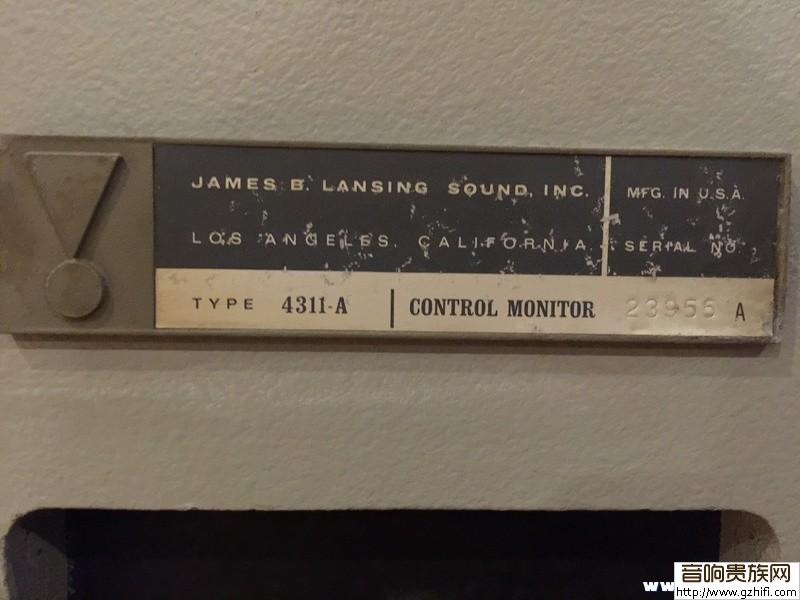 JAMES B. LANSING SOUND, INC.
LOS ANGELES, CALIFORNIA
MFG. IN U.S.A.
SERIAL NO.
TYPE 4311-A
CONTROL MONITOR
A
音响贵族网
http://www.gzhifi.com